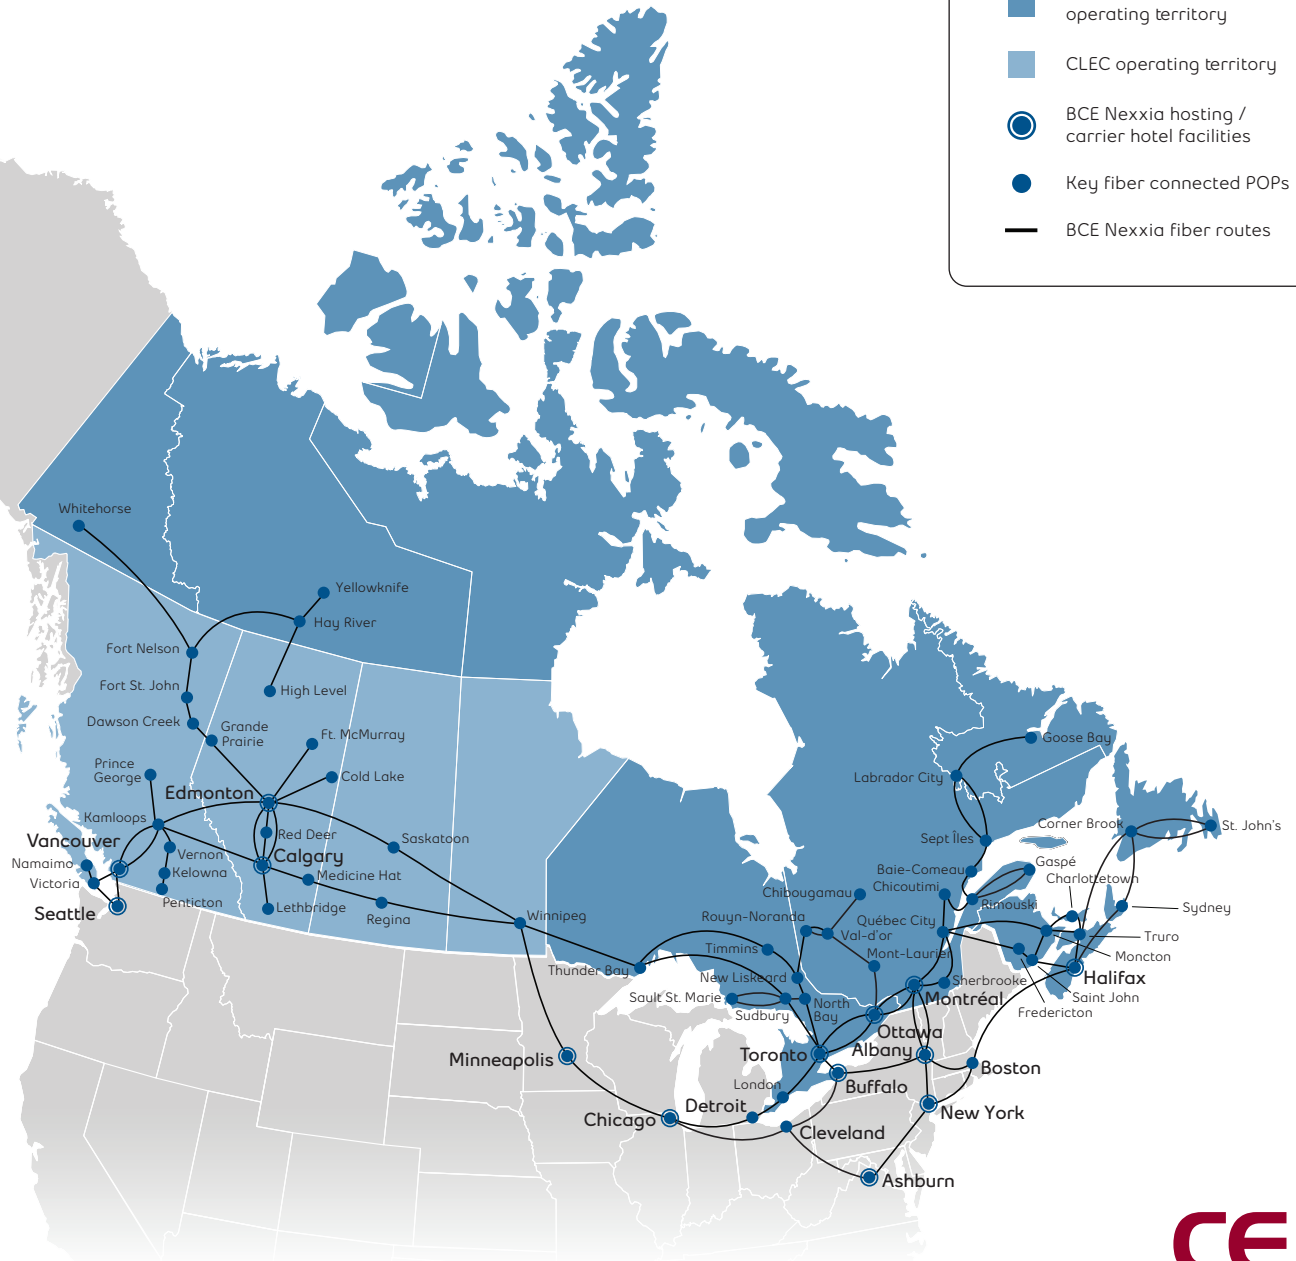 operating territory
CLEC operating territory
BCE Nexxia hosting /
carrier hotel facilities
Key fiber connected POPs
BCE Nexxia fiber routes
Whitehorse
Yellowknife
Hay River
Fort Nelson
High Level
Fort St. John
Dawson Creek
Grande
Prairie
Ft. McMurray
Goose Bay
Prince
George
Cold Lake
Labrador City
Edmonton
Kamloops
Red Deer
Saskatoon
Corner Brook
St. John's
Vancouver
Vernon
Calgary
Sept Îles
Namaimo
Kelowna
Medicine Hat
Baie-Comeau
Gaspé
Victoria
Chicoutimi
Charlottetown
Penticton
Lethbridge
Chibougamau
Rimouski
Seattle
Regina
Winnipeg
Rouyn-Noranda
Québec City
Sydney
Val-d'or
Timmins
Mont-Laurier
Truro
Moncton
Thunder Bay
New Liskeard
Sherbrooke
Halifax
Sault St. Marie
Montréal
Saint John
Sudbury
North
Bay
Fredericton
Ottawa
Minneapolis
Toronto
Albany
Boston
London
Buffalo
Detroit
New York
Chicago
Cleveland
Ashburn
CE